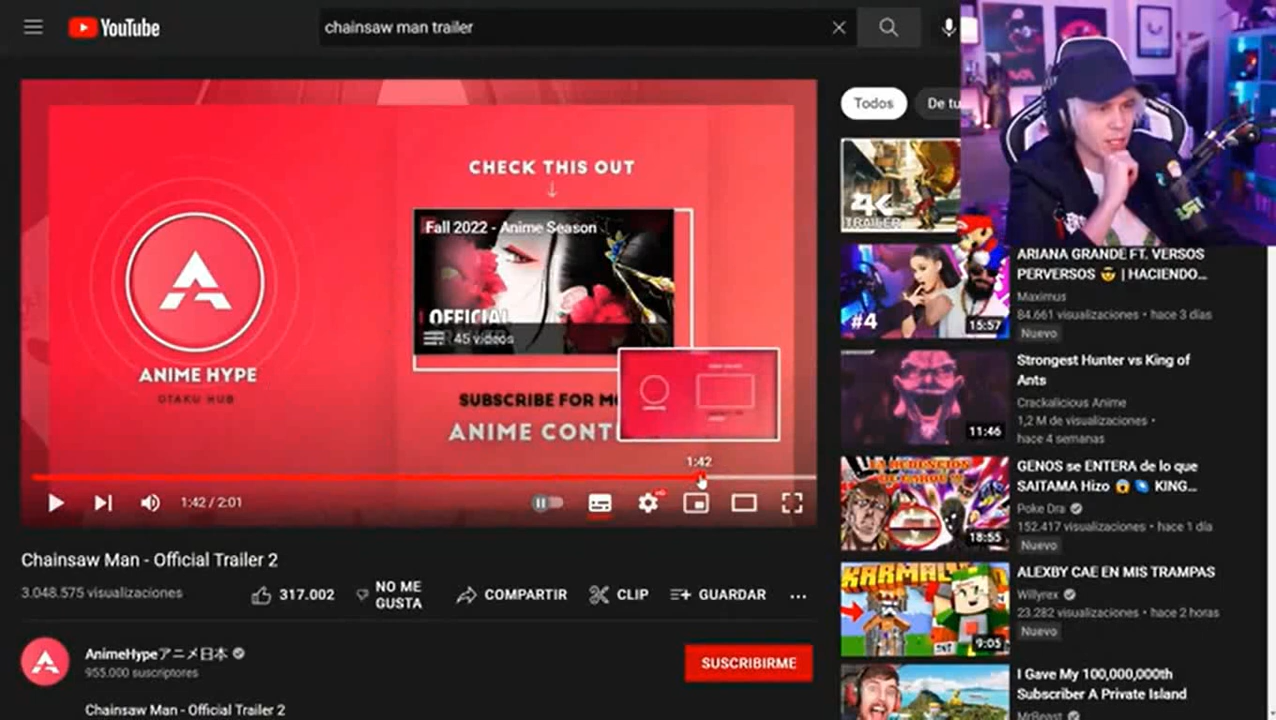 YouTube
chainsaw man trailer
Todos
De tu
CHECK THIS OUT
Fall 2022 - Anime Season
OFFICIAL
45 videos
ANIME HYPE
OTAKU HUB
SUBSCRIBE FOR MO
ANIME CONT
1:42
1:42 / 2:01
HD
Chainsaw Man - Official Trailer 2
3.048.575 visualizaciones
317.002
NO ME
GUSTA
COMPARTIR
CLIP
GUARDAR
AnimeHypeアニメ日本
955.000 suscriptores
SUSCRIBIRME
Chainsaw Man - Official Trailer 2
4K
TRAILER
ARIANA GRANDE FT. VERSOS
PERVERSOS 🤓 | HACIENDO...
Maximus
84.661 visualizaciones • hace 3 días
Nuevo
#4
15:57
Strongest Hunter vs King of
Ants
Crackalicious Anime
1,2 M de visualizaciones •
hace 4 semanas
11:46
GENOS se ENTERA de lo que
SAITAMA Hizo 😱 🌀 KING...
Poke Dra
152.417 visualizaciones • hace 1 día
Nuevo
18:55
ALEXBY CAE EN MIS TRAMPAS
Willyrex
23.282 visualizaciones • hace 2 horas
Nuevo
KARMA
9:05
I Gave My 100,000,000th
Subscriber A Private Island
MrBeast